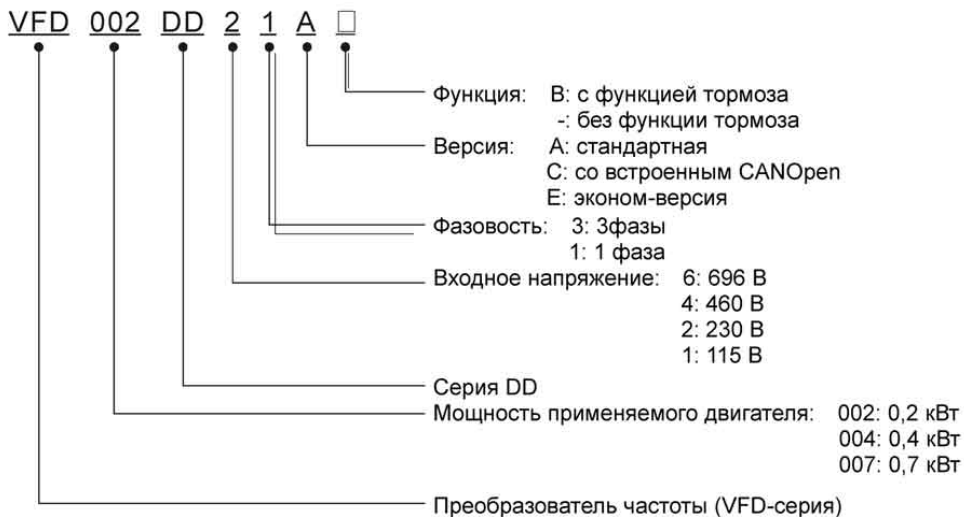 VFD 002 DD 2 1 A □
Функция: B: с функцией тормоза
-: без функции тормоза
Версия: A: стандартная
C: со встроенным CANOpen
E: эконом-версия
Фазовость: 3: 3фазы
1: 1 фаза
Входное напряжение: 6: 696 В
4: 460 В
2: 230 В
1: 115 В
Серия DD
Мощность применяемого двигателя: 002: 0,2 кВт
004: 0,4 кВт
007: 0,7 кВт
Преобразователь частоты (VFD-серия)